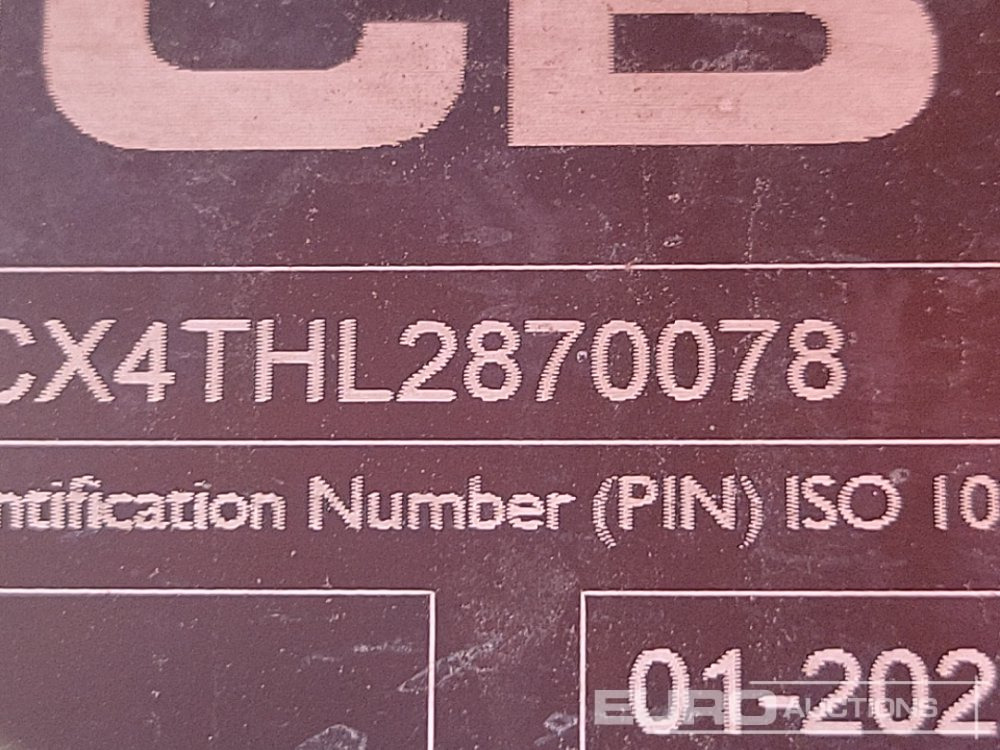 CB
CX4THL2870078
ntification Number (PIN) ISO 10
01-202
EURO AUCTIONS